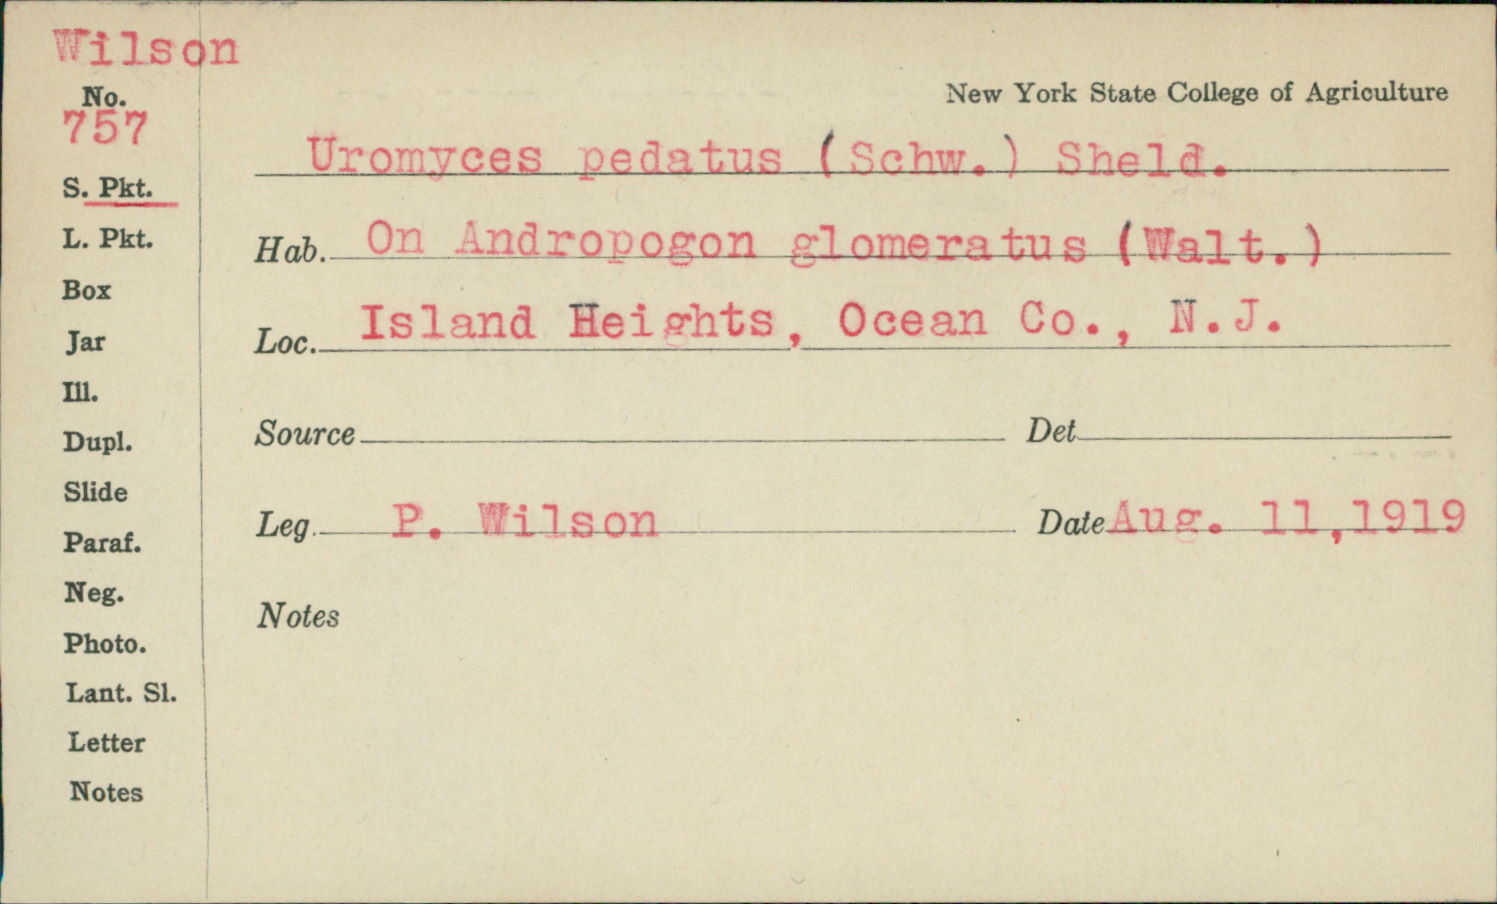 Wilson
No.
757
New York State College of Agriculture
Uromyces pedatus (Schw.) Sheld.
S. Pkt.
L. Pkt.
Hab. On Andropogon glomeratus (Walt.)
Box
Loc. Island Heights, Ocean Co., N.J.
Jar
Ill.
Dupl.
Source Det
Slide
Leg. P. Wilson Date Aug. 11,1919
Paraf.
Neg.
Notes
Photo.
Lant. Sl.
Letter
Notes